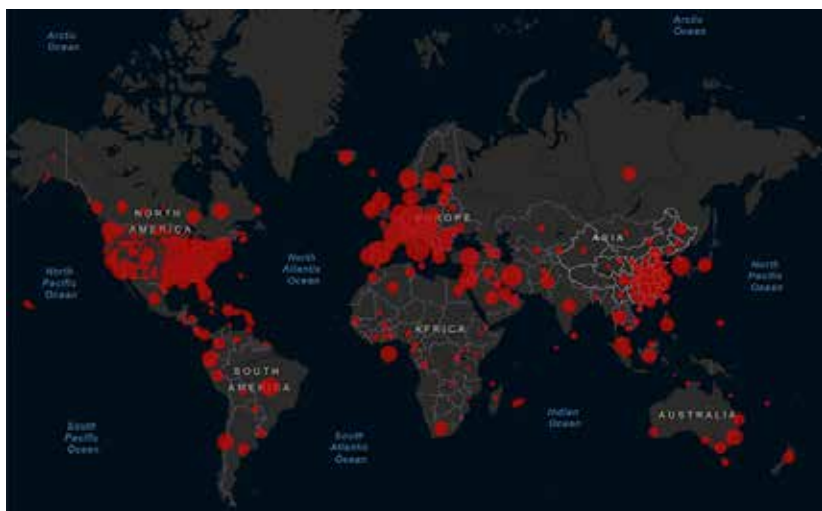 Arctic
Ocean
Arctic
Ocean
NORTH
AMERICA
EUROPE
ASIA
North
Pacific
Ocean
North
Atlantic
Ocean
North
Pacific
Ocean
AFRICA
SOUTH
AMERICA
South
Pacific
Ocean
South
Atlantic
Ocean
Indian
Ocean
AUSTRALIA